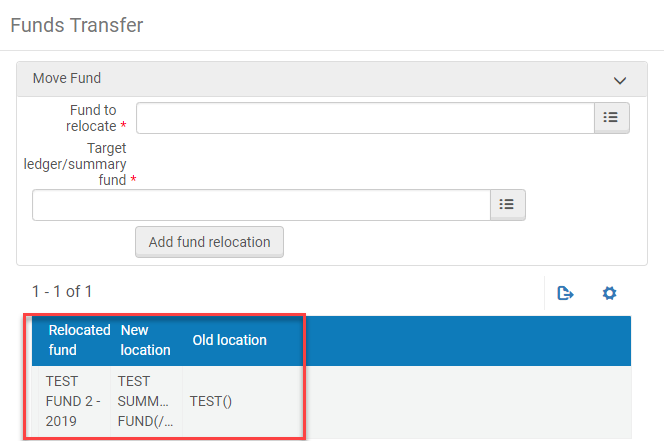 Funds Transfer
Move Fund
Fund to
relocate *
Target
ledger/summary
fund *
Add fund relocation
1 - 1 of 1
Relocated
fund
New
location
Old location
TEST
FUND 2 -
2019
TEST
SUMM...
FUND(/...
TEST()